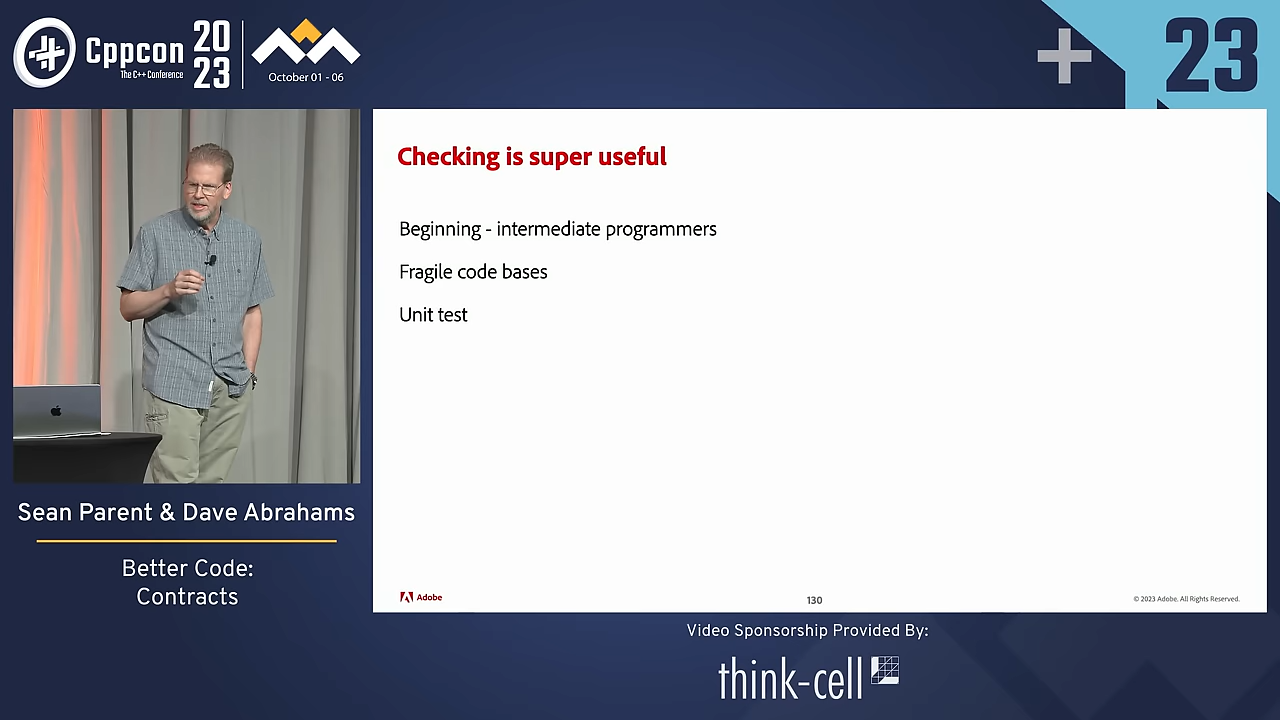 Cppcon
The C++ Conference
20
23
October 01 - 06
23
Checking is super useful
Beginning - intermediate programmers
Fragile code bases
Unit test
Adobe
130
© 2023 Adobe. All Rights Reserved.
Sean Parent & Dave Abrahams
Better Code:
Contracts
Video Sponsorship Provided By:
think-cell